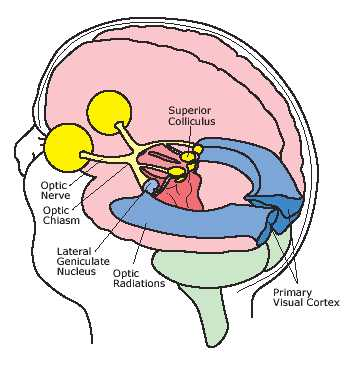 Superior
Colliculus
Optic
Nerve
Optic
Chiasm
Lateral
Geniculate
Nucleus
Optic
Radiations
Primary
Visual Cortex